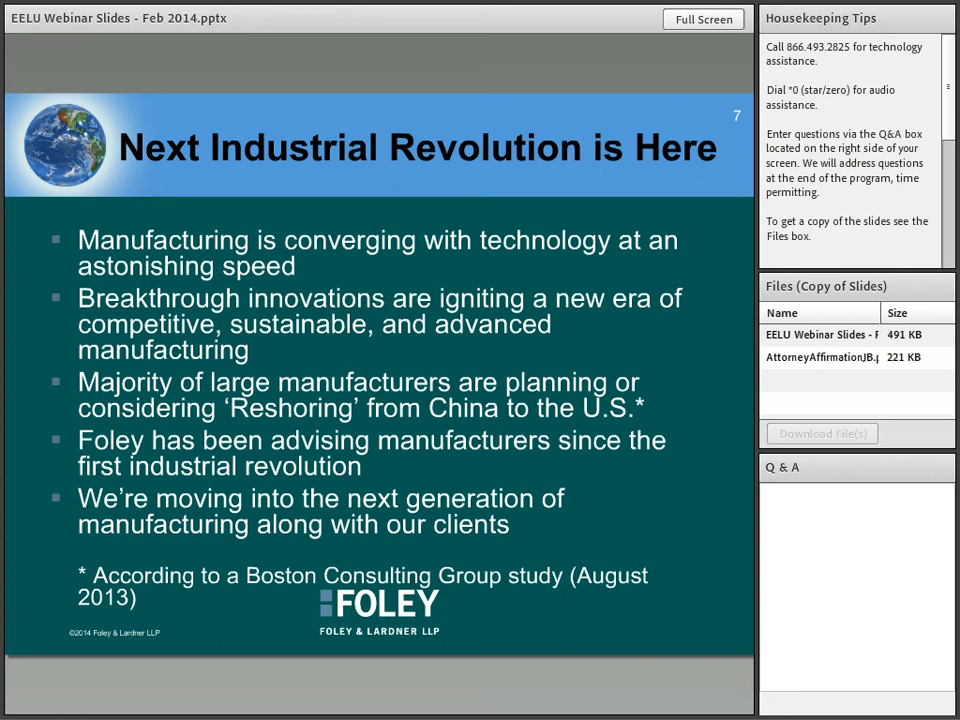 EELU Webinar Slides - Feb 2014.pptx
Full Screen
7
Next Industrial Revolution is Here
Manufacturing is converging with technology at an
astonishing speed
Breakthrough innovations are igniting a new era of
competitive, sustainable, and advanced
manufacturing
Majority of large manufacturers are planning or
considering ‘Reshoring’ from China to the U.S.*
Foley has been advising manufacturers since the
first industrial revolution
We’re moving into the next generation of
manufacturing along with our clients
* According to a Boston Consulting Group study (August
2013)
FOLEY
FOLEY & LARDNER LLP
©2014 Foley & Lardner LLP
Housekeeping Tips
Call 866.493.2825 for technology
assistance.
Dial *0 (star/zero) for audio
assistance.
Enter questions via the Q&A box
located on the right side of your
screen. We will address questions
at the end of the program, time
permitting.
To get a copy of the slides see the
Files box.
Files (Copy of Slides)
Name Size
EELU Webinar Slides - F 491 KB
AttorneyAffirmationJB.p 221 KB
Download File(s)
Q & A